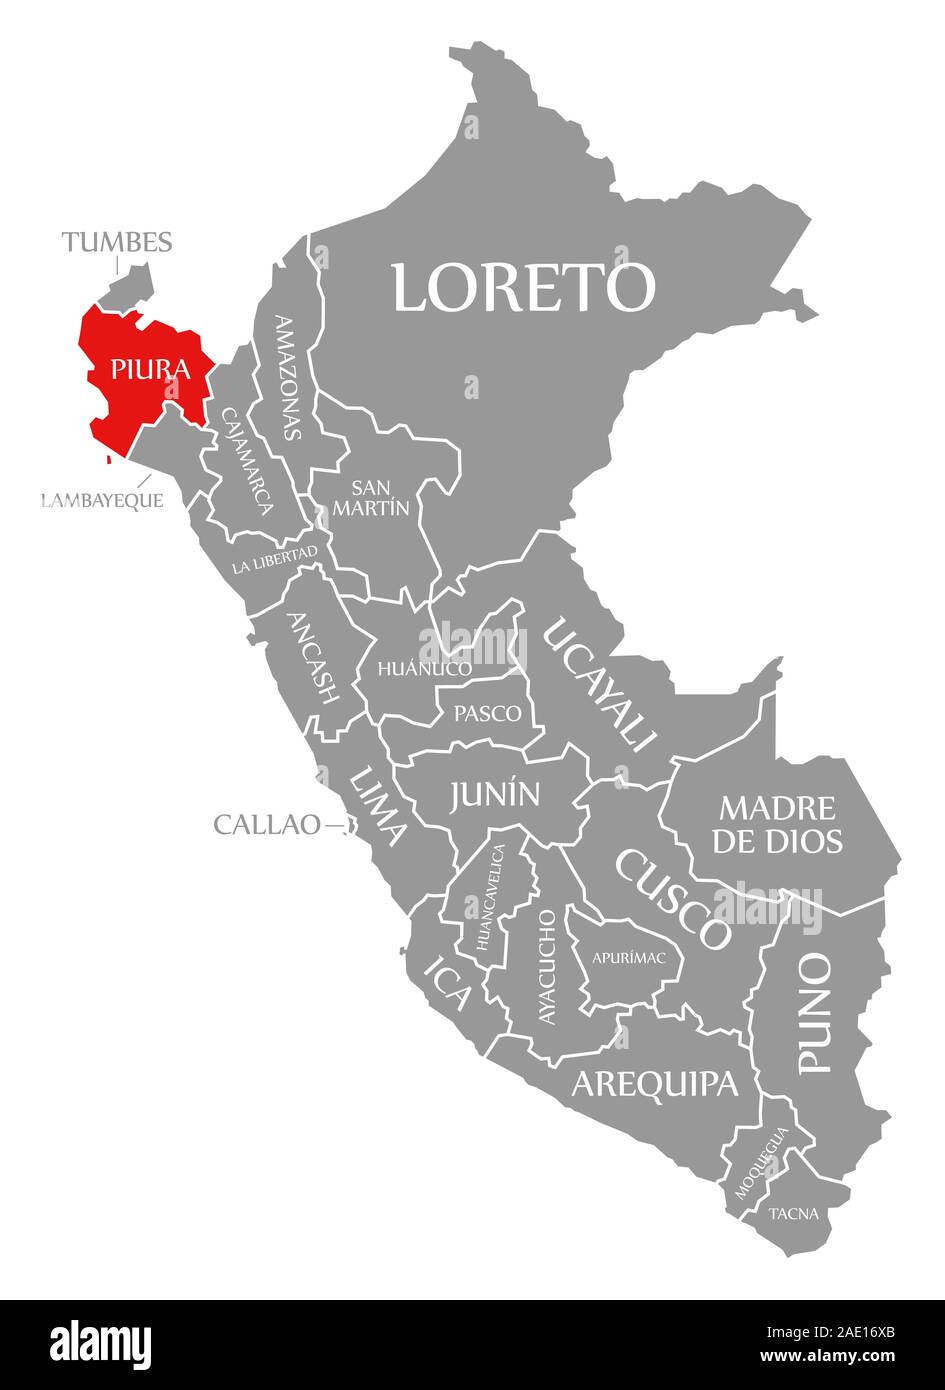 TUMBES
LORETO
PIURA
AMAZONAS
CAJAMARCA
SAN
MARTÍN
LAMBAYEQUE
LA LIBERTAD
ANCASH
HUÁNUCO
UCAYALI
PASCO
LIMA
JUNÍN
CALLAO
MADRE
DE DIOS
CUSCO
HUANCAVELICA
AYACUCHO
APURÍMAC
ICA
PUNO
AREQUIPA
MOQUEGUA
TACNA
a
a
a
a
alamy
a
a
a
a
alamy
Image ID: 2AE16XB
www.alamy.com